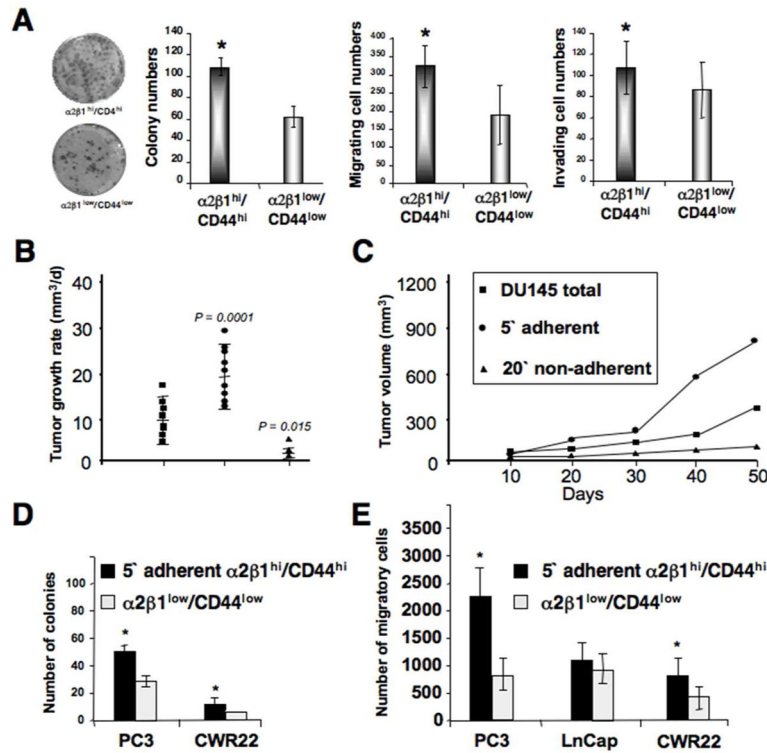 A
α2β1hi/CD4hi
α2β1low/CD44low
Colony numbers
140
120
100
80
60
40
20
0
*
α2β1hi/
CD44hi
α2β1low/
CD44low
Migrating cell numbers
400
350
300
250
200
150
100
50
0
*
α2β1hi/
CD44hi
α2β1low/
CD44low
Invading cell numbers
140
120
100
80
60
40
20
0
*
α2β1hi/
CD44hi
α2β1low/
CD44low
B
Tumor growth rate (mm3/d)
40
30
20
10
0
P = 0.0001
P = 0.015
C
Tumor volume (mm3)
900
600
300
0
DU145 total
5` adherent
20` non-adherent
10 20 30 40 50
Days
D
Number of colonies
100
80
60
40
20
0
5` adherent α2β1hi/CD44hi
α2β1low/CD44low
*
*
PC3 CWR22
E
Number of migratory cells
3500
3000
2500
2000
1500
1000
500
0
5` adherent α2β1hi/CD44hi
α2β1low/CD44low
*
*
PC3 LnCap CWR22